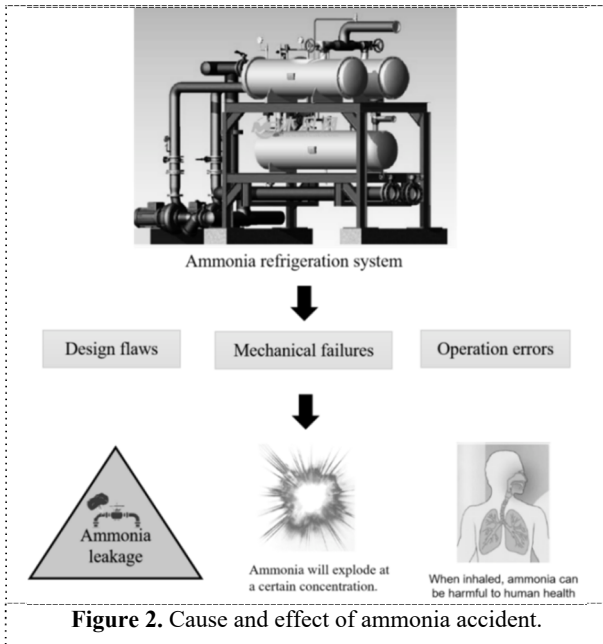 Ammonia refrigeration system
Design flaws
Mechanical failures
Operation errors
Ammonia
leakage
Ammonia will explode at
a certain concentration.
When inhaled, ammonia can
be harmful to human health
Figure 2. Cause and effect of ammonia accident.